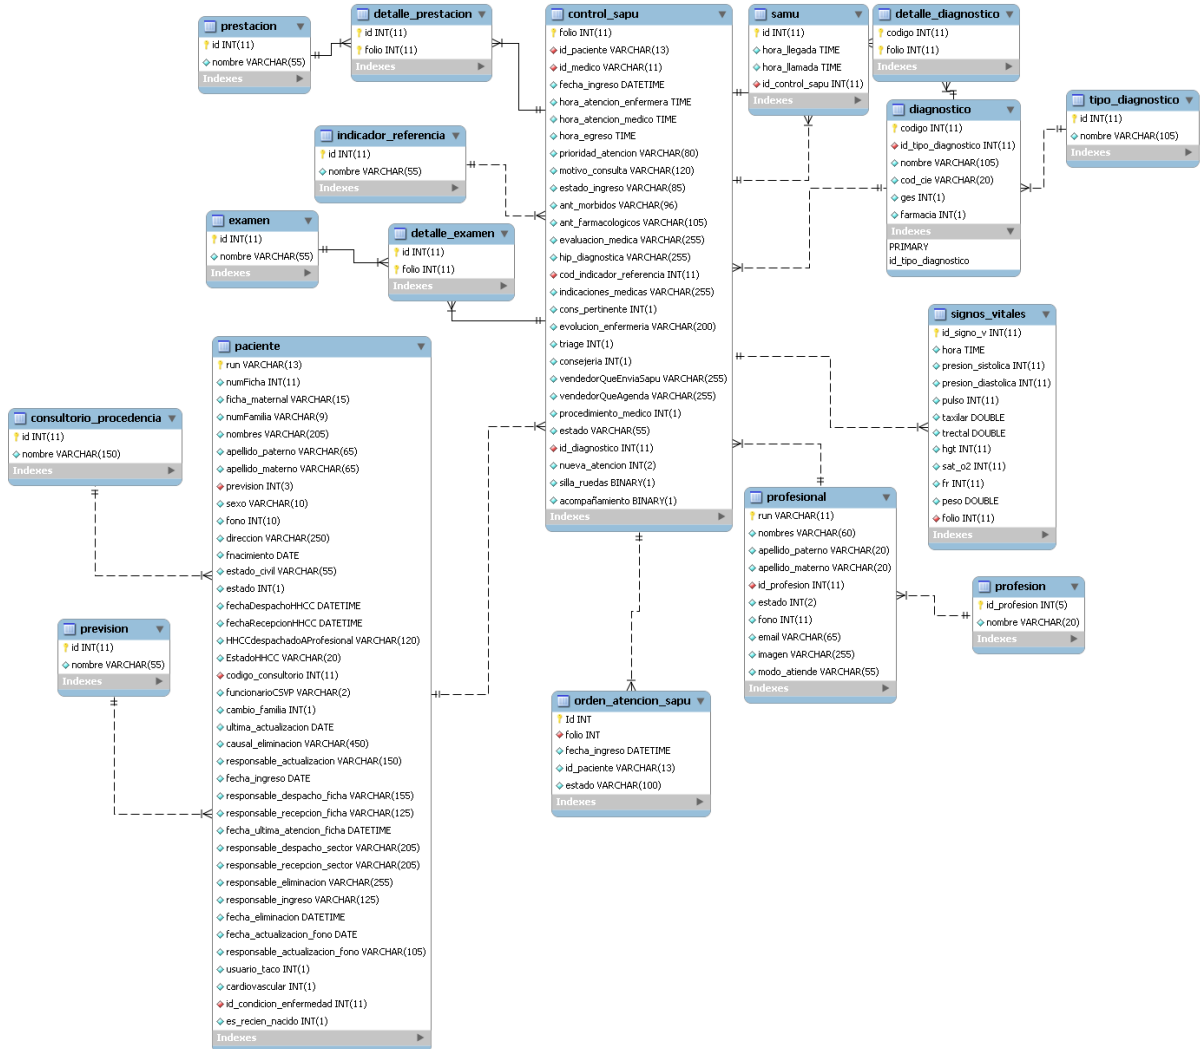 prestacion
id INT(11)
nombre VARCHAR(55)
Indexes
detalle_prestacion
id INT(11)
folio INT(11)
Indexes
control_sapu
folio INT(11)
id_paciente VARCHAR(13)
id_medico VARCHAR(11)
fecha_ingreso DATETIME
hora_atencion_enfermera TIME
hora_atencion_medico TIME
hora_egreso TIME
prioridad_atencion VARCHAR(80)
motivo_consulta VARCHAR(120)
estado_ingreso VARCHAR(85)
ant_morbidos VARCHAR(96)
ant_farmacologicos VARCHAR(105)
evaluacion_medica VARCHAR(255)
hip_diagnostica VARCHAR(255)
cod_indicador_referencia INT(11)
indicaciones_medicas VARCHAR(255)
cons_pertinente INT(1)
evolucion_enfermeria VARCHAR(200)
triage INT(1)
consejeria INT(1)
vendedorQueEnviaSapu VARCHAR(255)
vendedorQueAgenda VARCHAR(255)
procedimiento_medico INT(1)
estado VARCHAR(55)
id_diagnostico INT(11)
nueva_atencion INT(2)
silla_ruedas BINARY(1)
acompañamiento BINARY(1)
Indexes
samu
id INT(11)
hora_llegada TIME
hora_llamada TIME
id_control_sapu INT(11)
Indexes
detalle_diagnostico
codigo INT(11)
folio INT(11)
Indexes
diagnostico
codigo INT(11)
id_tipo_diagnostico INT(11)
nombre VARCHAR(105)
cod_cie VARCHAR(20)
ges INT(1)
farmacia INT(1)
Indexes
PRIMARY
id_tipo_diagnostico
tipo_diagnostico
id INT(11)
nombre VARCHAR(105)
Indexes
indicador_referencia
id INT(11)
nombre VARCHAR(55)
Indexes
examen
id INT(11)
nombre VARCHAR(55)
Indexes
detalle_examen
id INT(11)
folio INT(11)
Indexes
signos_vitales
id_signo_v INT(11)
hora TIME
presion_sistolica INT(11)
presion_diastolica INT(11)
pulso INT(11)
taxilar DOUBLE
trectal DOUBLE
hgt INT(11)
sat_o2 INT(11)
fr INT(11)
peso DOUBLE
folio INT(11)
Indexes
paciente
run VARCHAR(13)
numFicha INT(11)
ficha_maternal VARCHAR(15)
numFamilia VARCHAR(9)
nombres VARCHAR(205)
apellido_paterno VARCHAR(65)
apellido_materno VARCHAR(65)
prevision INT(3)
sexo VARCHAR(10)
fono INT(10)
direccion VARCHAR(250)
fnacimiento DATE
estado_civil VARCHAR(55)
estado INT(1)
fechaDespachoHHCC DATETIME
fechaRecepcionHHCC DATETIME
HHCCdespachadoAProfesional VARCHAR(120)
EstadoHHCC VARCHAR(20)
codigo_consultorio INT(11)
funcionarioCSVP VARCHAR(2)
cambio_familia INT(1)
ultima_actualizacion DATE
causal_eliminacion VARCHAR(450)
responsable_actualizacion VARCHAR(150)
fecha_ingreso DATE
responsable_despacho_ficha VARCHAR(155)
responsable_recepcion_ficha VARCHAR(125)
fecha_ultima_atencion_ficha DATETIME
responsable_despacho_sector VARCHAR(205)
responsable_recepcion_sector VARCHAR(205)
responsable_eliminacion VARCHAR(255)
responsable_ingreso VARCHAR(125)
fecha_eliminacion DATETIME
fecha_actualizacion_fono DATE
responsable_actualizacion_fono VARCHAR(105)
usuario_taco INT(1)
cardiovascular INT(1)
id_condicion_enfermedad INT(11)
es_recien_nacido INT(1)
Indexes
consultorio_procedencia
id INT(11)
nombre VARCHAR(150)
Indexes
prevision
id INT(11)
nombre VARCHAR(55)
Indexes
profesional
run VARCHAR(11)
nombres VARCHAR(60)
apellido_paterno VARCHAR(20)
apellido_materno VARCHAR(20)
id_profesion INT(11)
estado INT(2)
fono INT(11)
email VARCHAR(65)
imagen VARCHAR(255)
modo_atiende VARCHAR(55)
Indexes
profesion
id_profesion INT(5)
nombre VARCHAR(20)
Indexes
orden_atencion_sapu
Id INT
folio INT
fecha_ingreso DATETIME
id_paciente VARCHAR(13)
estado VARCHAR(100)
Indexes